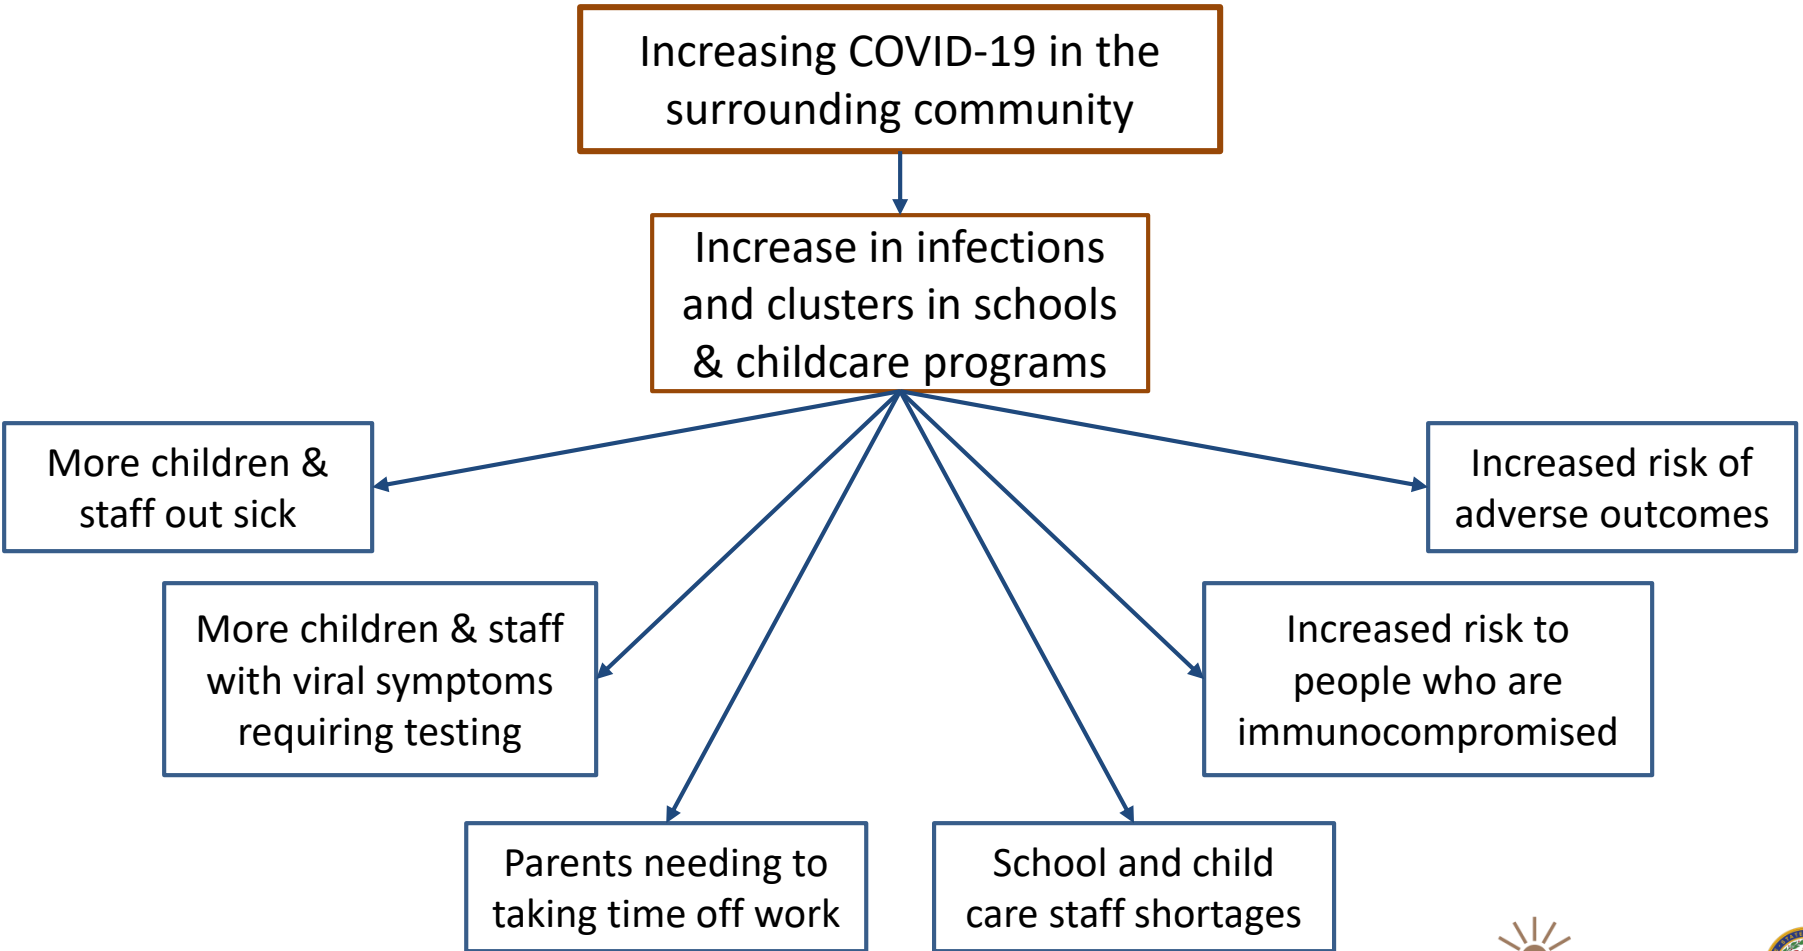 Increasing COVID-19 in the
surrounding community
Increase in infections
and clusters in schools
& childcare programs
More children &
staff out sick
Increased risk of
adverse outcomes
More children & staff
with viral symptoms
requiring testing
Increased risk to
people who are
immunocompromised
Parents needing to
taking time off work
School and child
care staff shortages